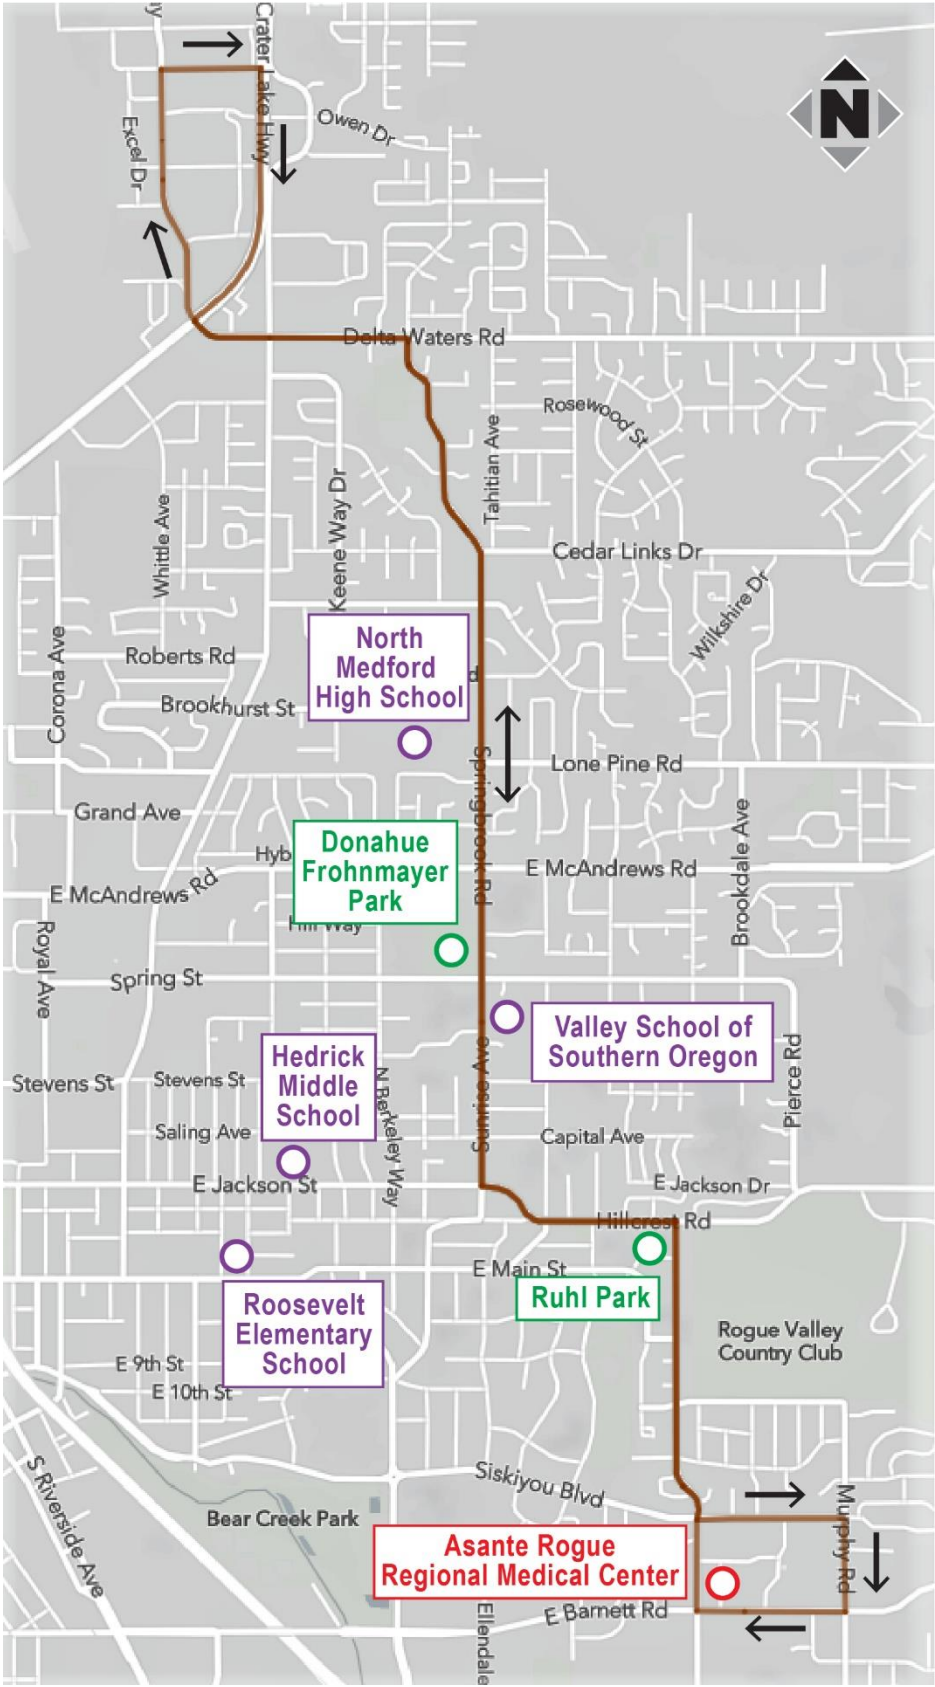 y
Crater Lake Hwy
N
Owen Dr
Excel Dr
Delta Waters Rd
Rosewood St
Tahitian Ave
Keene Way Dr
Whittle Ave
Cedar Links Dr
Wilkshire Dr
North
Medford
High School
Corona Ave
Roberts Rd
Brookhurst St
Springbrook Rd
Lone Pine Rd
Grand Ave
Donahue
Frohnmayer
Park
Hyb
E McAndrews Rd
E McAndrews Rd
Brookdale Ave
Hill Way
Royal Ave
Spring St
Valley School of
Southern Oregon
Hedrick
Middle
School
Sunrise Ave
Pierce Rd
Stevens St
Stevens St
N Berkeley Way
Saling Ave
Capital Ave
E Jackson St
E Jackson Dr
Hillcrest Rd
E Main St
Ruhl Park
Roosevelt
Elementary
School
Rogue Valley
Country Club
E 9th St
E 10th St
S Riverside Ave
Siskiyou Blvd
Bear Creek Park
Murphy Rd
Asante Rogue
Regional Medical Center
E Barnett Rd
Ellendale